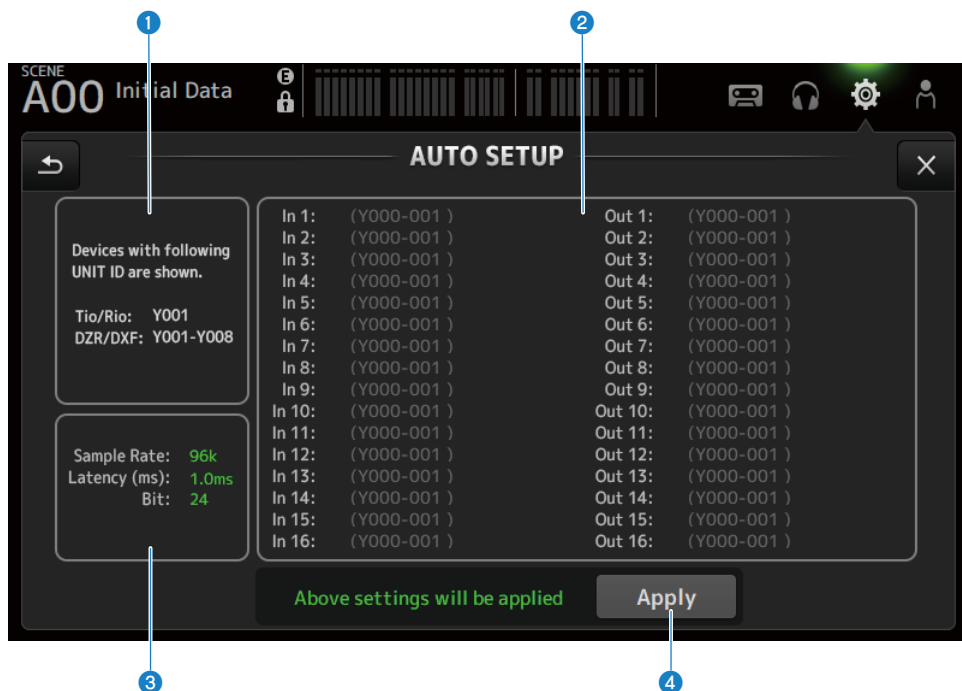 1 2
SCENE
A00 Initial Data
E
AUTO SETUP
Devices with following
UNIT ID are shown.
Tio/Rio: Y001
DZR/DXF: Y001-Y008
Sample Rate: 96k
Latency (ms): 1.0ms
Bit: 24
In 1: (Y000-001 ) Out 1: (Y000-001 )
In 2: (Y000-001 ) Out 2: (Y000-001 )
In 3: (Y000-001 ) Out 3: (Y000-001 )
In 4: (Y000-001 ) Out 4: (Y000-001 )
In 5: (Y000-001 ) Out 5: (Y000-001 )
In 6: (Y000-001 ) Out 6: (Y000-001 )
In 7: (Y000-001 ) Out 7: (Y000-001 )
In 8: (Y000-001 ) Out 8: (Y000-001 )
In 9: (Y000-001 ) Out 9: (Y000-001 )
In 10: (Y000-001 ) Out 10: (Y000-001 )
In 11: (Y000-001 ) Out 11: (Y000-001 )
In 12: (Y000-001 ) Out 12: (Y000-001 )
In 13: (Y000-001 ) Out 13: (Y000-001 )
In 14: (Y000-001 ) Out 14: (Y000-001 )
In 15: (Y000-001 ) Out 15: (Y000-001 )
In 16: (Y000-001 ) Out 16: (Y000-001 )
Above settings will be applied Apply
3 4